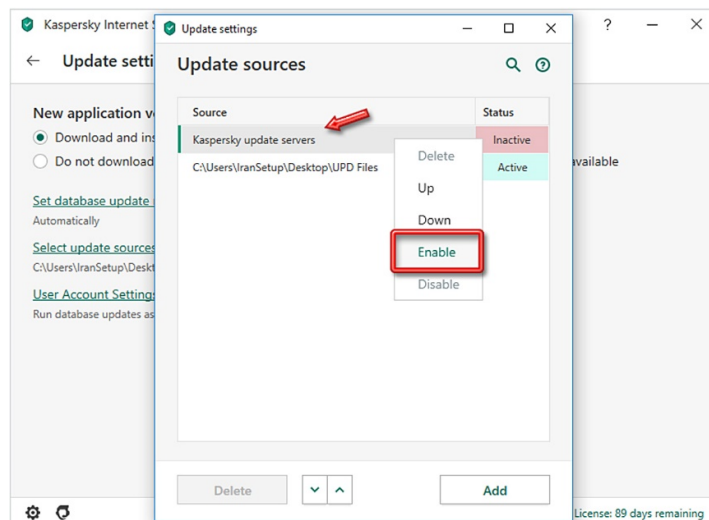 Kaspersky Internet
Update settings
?
Update setti
Update sources
New application v
Download and ins
Do not download
available
Set database update
Automatically
Select update sources
C:\Users\IranSetup\Deskt
User Account Settings
Run database updates as
Source
Status
Kaspersky update servers
Inactive
C:\Users\IranSetup\Desktop\UPD Files
Active
Delete
Up
Down
Enable
Disable
Delete
Add
License: 89 days remaining